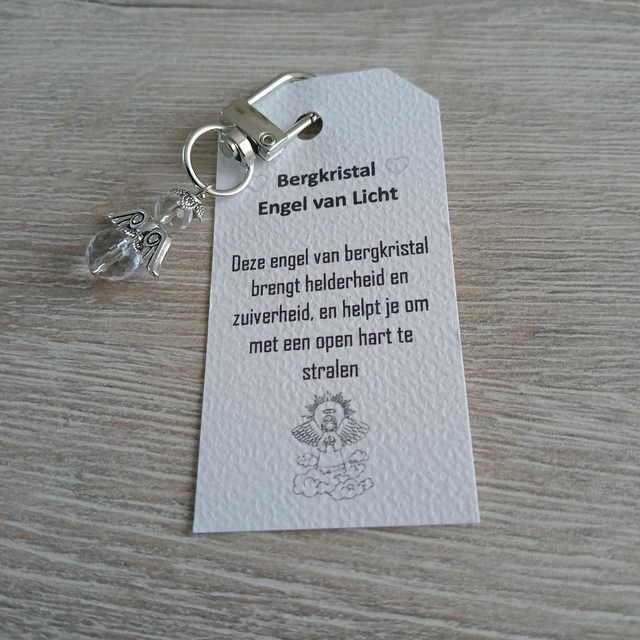 Bergkristal
Engel van Licht
Deze engel van bergkristal
brengt helderheid en
zuiverheid, en helpt je om
met een open hart te
stralen